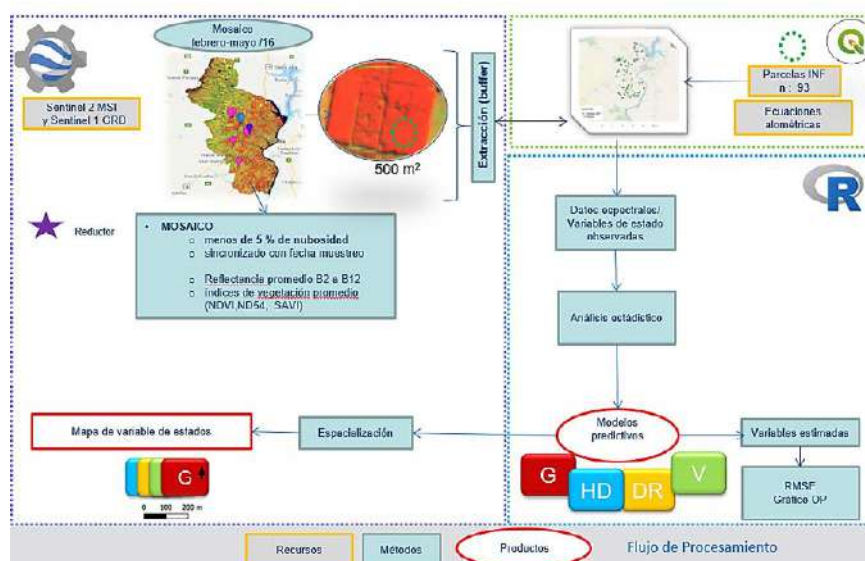 Mosaico
febrero-mayo /16
Sentinel 2 MSI
y Sentinel 1 GRD
500 m²
Extracción (buffer)
Parcelas INF
n : 93
Ecuaciones
alométricas
Reductor
• MOSAICO
o menos de 5 % de nubosidad
o sincronizado con fecha muestreo
o Reflectancia promedio B2 a B12
o índices de vegetación promedio
(NDVI,ND54, SAVI)
R
Datos espectrales/
Variables de estado
observadas
Análisis estádistico
Modelos
predictivos
Variables estimadas
RMSE
Gráfico OP
G
HD
DR
V
Espacialización
Mapa de variable de estados
G
0 100 200 m
Recursos
Métodos
Productos
Flujo de Procesamiento